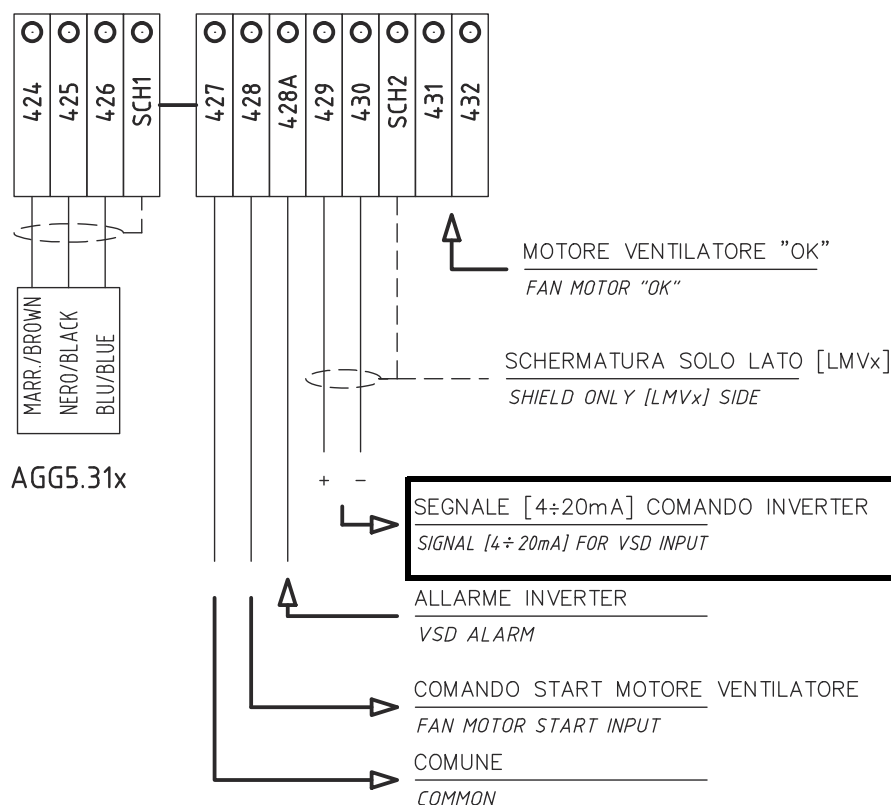 424
425
426
SCH1
427
428
428A
429
430
SCH2
431
432
MOTORE VENTILATORE "OK"
FAN MOTOR "OK"
MARR./BROWN
NERO/BLACK
BLU/BLUE
SCHERMATURA SOLO LATO [LMVx]
SHIELD ONLY [LMVx] SIDE
AGG5.31x
+ -
SEGNALE [4÷20mA] COMANDO INVERTER
SIGNAL [4÷20mA] FOR VSD INPUT
ALLARME INVERTER
VSD ALARM
COMANDO START MOTORE VENTILATORE
FAN MOTOR START INPUT
COMUNE
COMMON